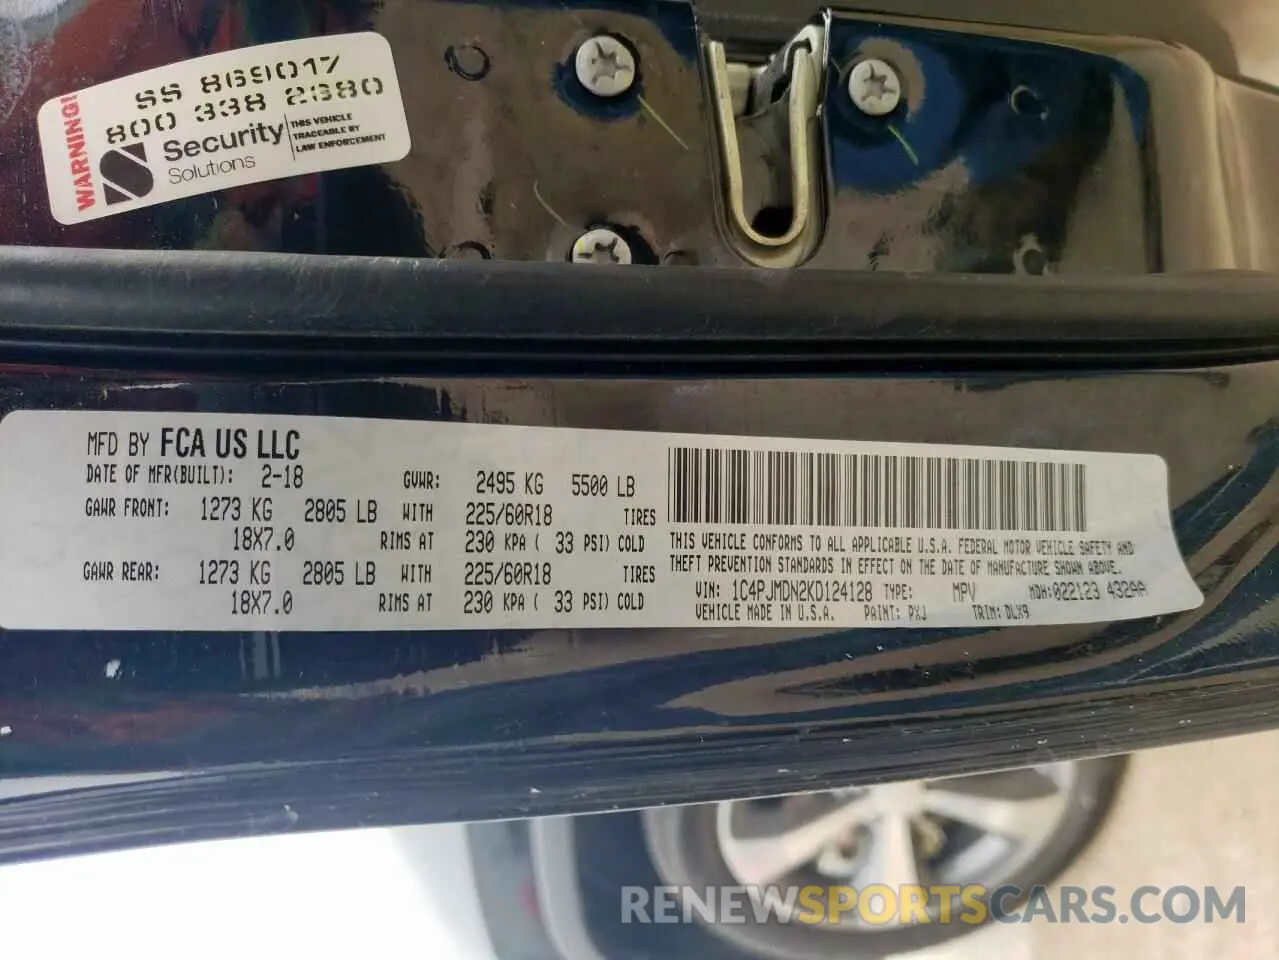 WARNING!
SS 869017
800 338 2680
S Security
Solutions
THIS VEHICLE
TRACEABLE BY
LAW ENFORCEMENT
MFD BY FCA US LLC
DATE OF MFR(BUILT): 2-18 GVWR: 2495 KG 5500 LB
GAWR FRONT: 1273 KG 2805 LB WITH 225/60R18 TIRES
18X7.0 RIMS AT 230 KPA ( 33 PSI) COLD
GAWR REAR: 1273 KG 2805 LB WITH 225/60R18 TIRES
18X7.0 RIMS AT 230 KPA ( 33 PSI) COLD
THIS VEHICLE CONFORMS TO ALL APPLICABLE U.S.A. FEDERAL MOTOR VEHICLE SAFETY AND
THEFT PREVENTION STANDARDS IN EFFECT ON THE DATE OF MANUFACTURE SHOWN ABOVE.
VIN: 1C4PJMDN2KD124128 TYPE: MPV MDH:022123 432AA
VEHICLE MADE IN U.S.A. PAINT: PXJ TRIM: DLX9
RENEWSPORTSCARS.COM